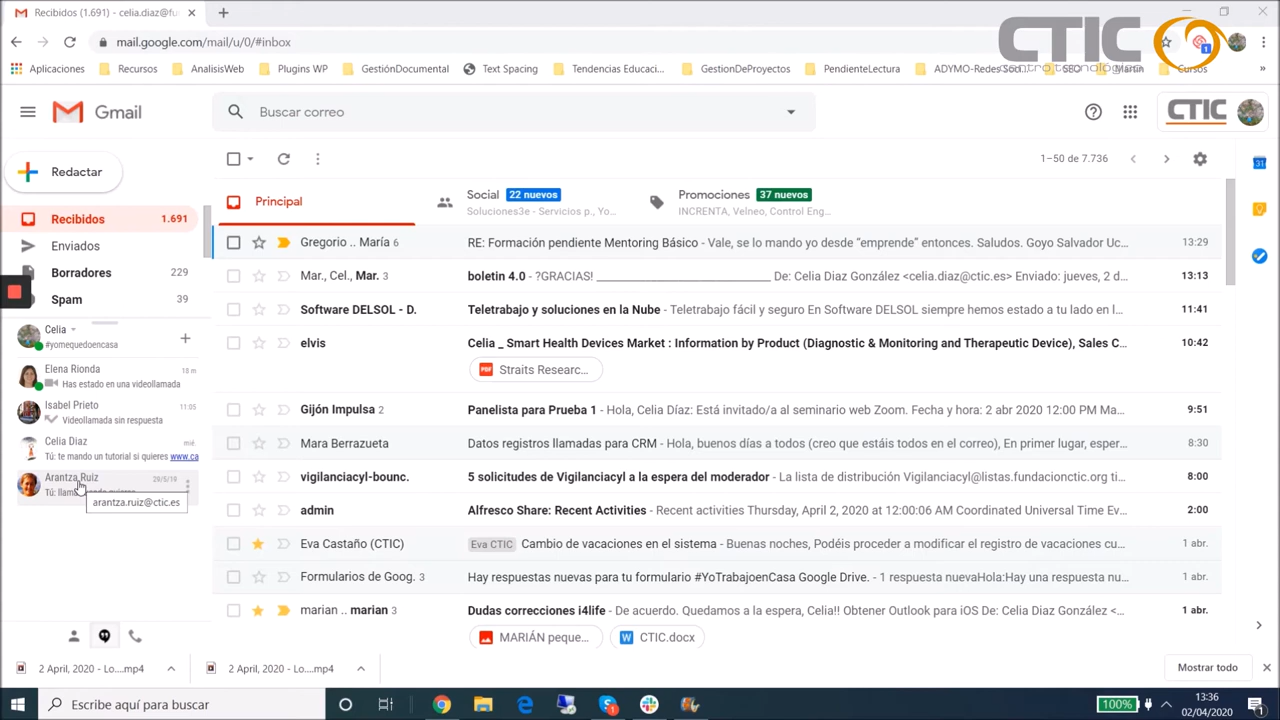 Recibidos (1.691) - celia.diaz@fu
mail.google.com/mail/u/0/#inbox
CTIC
centro tecnológico
Aplicaciones
Recursos
AnalisisWeb
Plugins WP
GestiónDocumental
Text Spacing
Tendencias Educaci...
GestionDeProyectos
PendienteLectura
ADYMO-Redes Soci...
SEO
Martin
Cursos
Gmail
Buscar correo
CTIC
Redactar
1–50 de 7.736
Recibidos 1.691
Enviados
Borradores 229
Spam 39
Principal
Social 22 nuevos
Soluciones3e - Servicios p., Yo...
Promociones 37 nuevos
INCRENTA, Velneo, Control Eng...
Gregorio .. María 6 RE: Formación pendiente Mentoring Básico - Vale, se lo mando yo desde “emprende” entonces. Saludos. Goyo Salvador Uc... 13:29
Mar., Cel., Mar. 3 boletin 4.0 - ?GRACIAS! ________________________ De: Celia Diaz González <celia.diaz@ctic.es> Enviado: jueves, 2 d... 13:13
Software DELSOL - D. Teletrabajo y soluciones en la Nube - Teletrabajo fácil y seguro En Software DELSOL siempre hemos estado a tu lado en l... 11:41
elvis Celia _ Smart Health Devices Market : Information by Product (Diagnostic & Monitoring and Therapeutic Device), Sales C... 10:42
Straits Researc...
Gijón Impulsa 2 Panelista para Prueba 1 - Hola, Celia Díaz: Está invitado/a al seminario web Zoom. Fecha y hora: 2 abr 2020 12:00 PM Ma... 9:51
Mara Berrazueta Datos registros llamadas para CRM - Hola, buenos días a todos (creo que estáis todos en el correo), En primer lugar, esper... 8:30
vigilanciacyl-bounc. 5 solicitudes de Vigilanciacyl a la espera del moderador - La lista de distribución Vigilanciacyl@listas.fundacionctic.org ti... 8:00
admin Alfresco Share: Recent Activities - Recent activities Thursday, April 2, 2020 at 12:00:06 AM Coordinated Universal Time Ev... 2:00
Eva Castaño (CTIC) Eva CTIC Cambio de vacaciones en el sistema - Buenas noches, Podéis proceder a modificar el registro de vacaciones cu... 1 abr.
Formularios de Goog. 3 Hay respuestas nuevas para tu formulario #YoTrabajoenCasa Google Drive. - 1 respuesta nuevaHola:Hay una respuesta nu... 1 abr.
marian .. marian 3 Dudas correcciones i4life - De acuerdo. Quedamos a la espera, Celia!! Obtener Outlook para iOS De: Celia Diaz González <... 1 abr.
MARIÁN peque...
CTIC.docx
Celia
#yomequedoencasa
Elena Rionda 18 m
Has estado en una videollamada
Isabel Prieto 11:05
Videollamada sin respuesta
Celia Diaz mié
Tú: te mando un tutorial si quieres www.ca
Arantza Ruiz 29/5/19
Tú: llama
arantza.ruiz@ctic.es
2 April, 2020 - Lo....mp4
2 April, 2020 - Lo....mp4
Mostrar todo
Escribe aquí para buscar
100%
13:36
02/04/2020